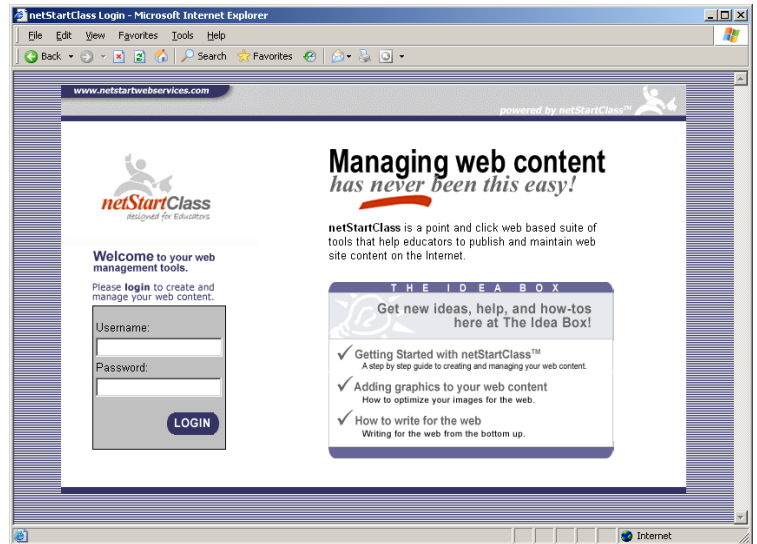 netStartClass Login - Microsoft Internet Explorer
File Edit View Favorites Tools Help
Back Search Favorites
www.netstartwebservices.com
powered by netStartClass™
netStartClass
designed for Educators
Managing web content
has never been this easy!
netStartClass is a point and click web based suite of
tools that help educators to publish and maintain web
site content on the Internet.
Welcome to your web
management tools.
Please login to create and
manage your web content.
Username:
Password:
LOGIN
THE IDEA BOX
Get new ideas, help, and how-tos
here at The Idea Box!
Getting Started with netStartClass™
A step by step guide to creating and managing your web content.
Adding graphics to your web content
How to optimize your images for the web.
How to write for the web
Writing for the web from the bottom up.
Internet